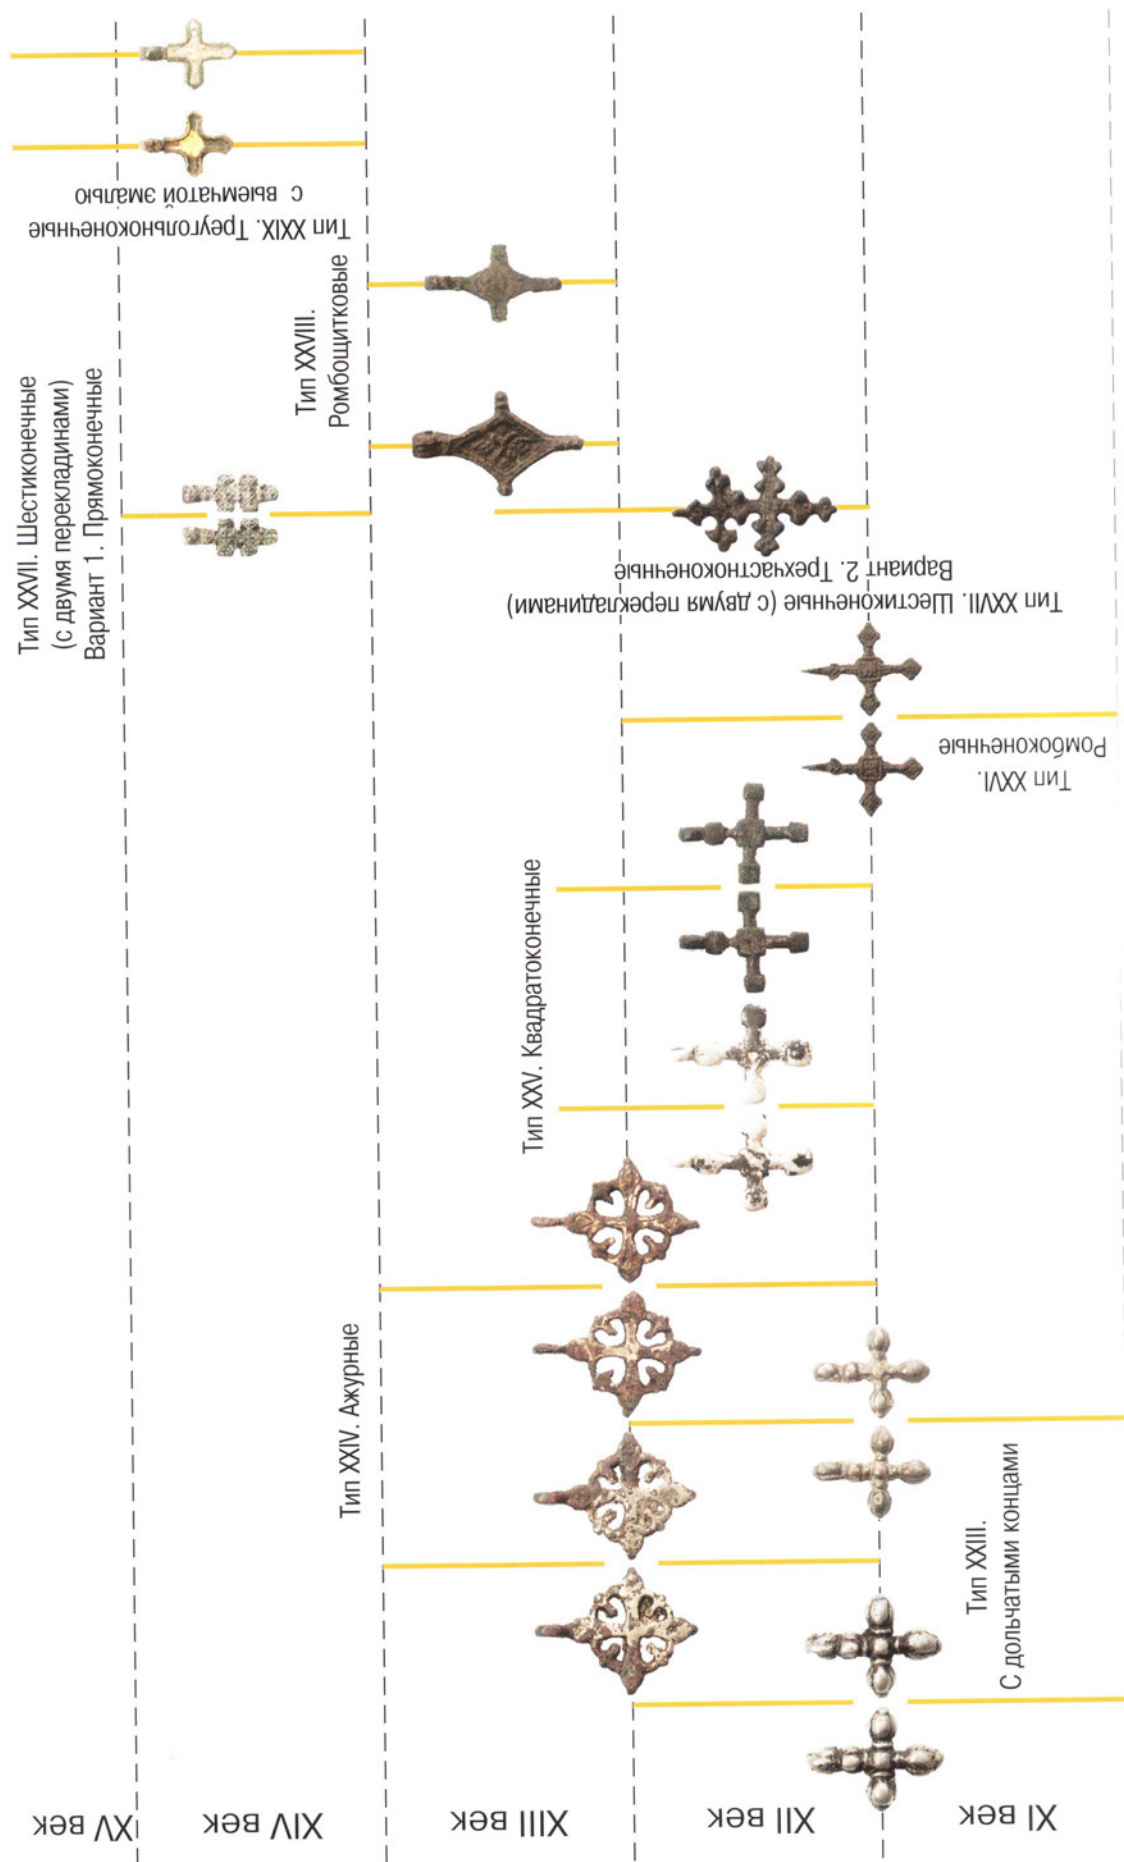 Тип XXVII. Шестиконечные
(с двумя перекладинами)
Вариант 1. Прямоконечные
Тип XXIX. Треугольноконечные
с выемчатой эмалью
Тип XXVIII.
Ромбощитковые
Тип XXVII. Шестиконечные (с двумя перекладинами)
Вариант 2. Трехчастноконечные
Тип XXVI.
Ромбоконечные
Тип XXV. Квадратоконечные
Тип XXIV. Ажурные
Тип XXIII.
С дольчатыми концами
XV век
XIV век
XIII век
XII век
XI век